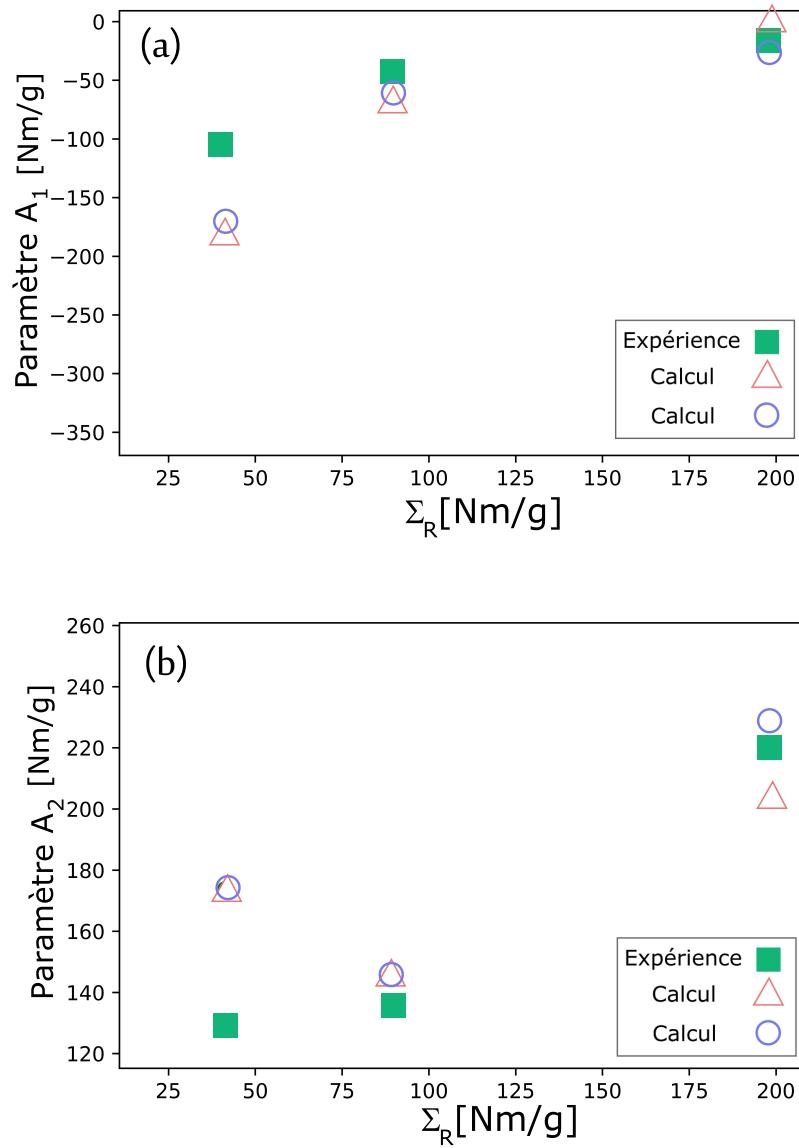 (a)
Paramètre A₁ [Nm/g]
0
−50
−100
−150
−200
−250
−300
−350
Expérience
Calcul
Calcul
25 50 75 100 125 150 175 200
Σ_R[Nm/g]
(b)
Paramètre A₂ [Nm/g]
260
240
220
200
180
160
140
120
Expérience
Calcul
Calcul
25 50 75 100 125 150 175 200
Σ_R[Nm/g]